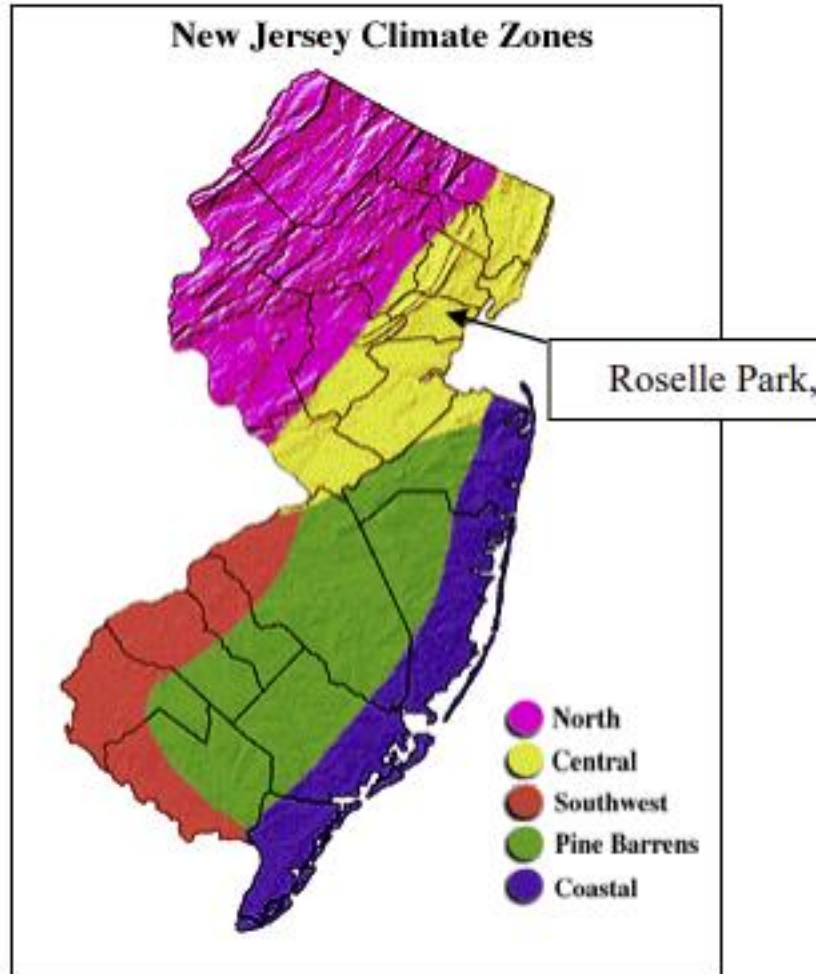 New Jersey Climate Zones
Roselle Park,
North
Central
Southwest
Pine Barrens
Coastal